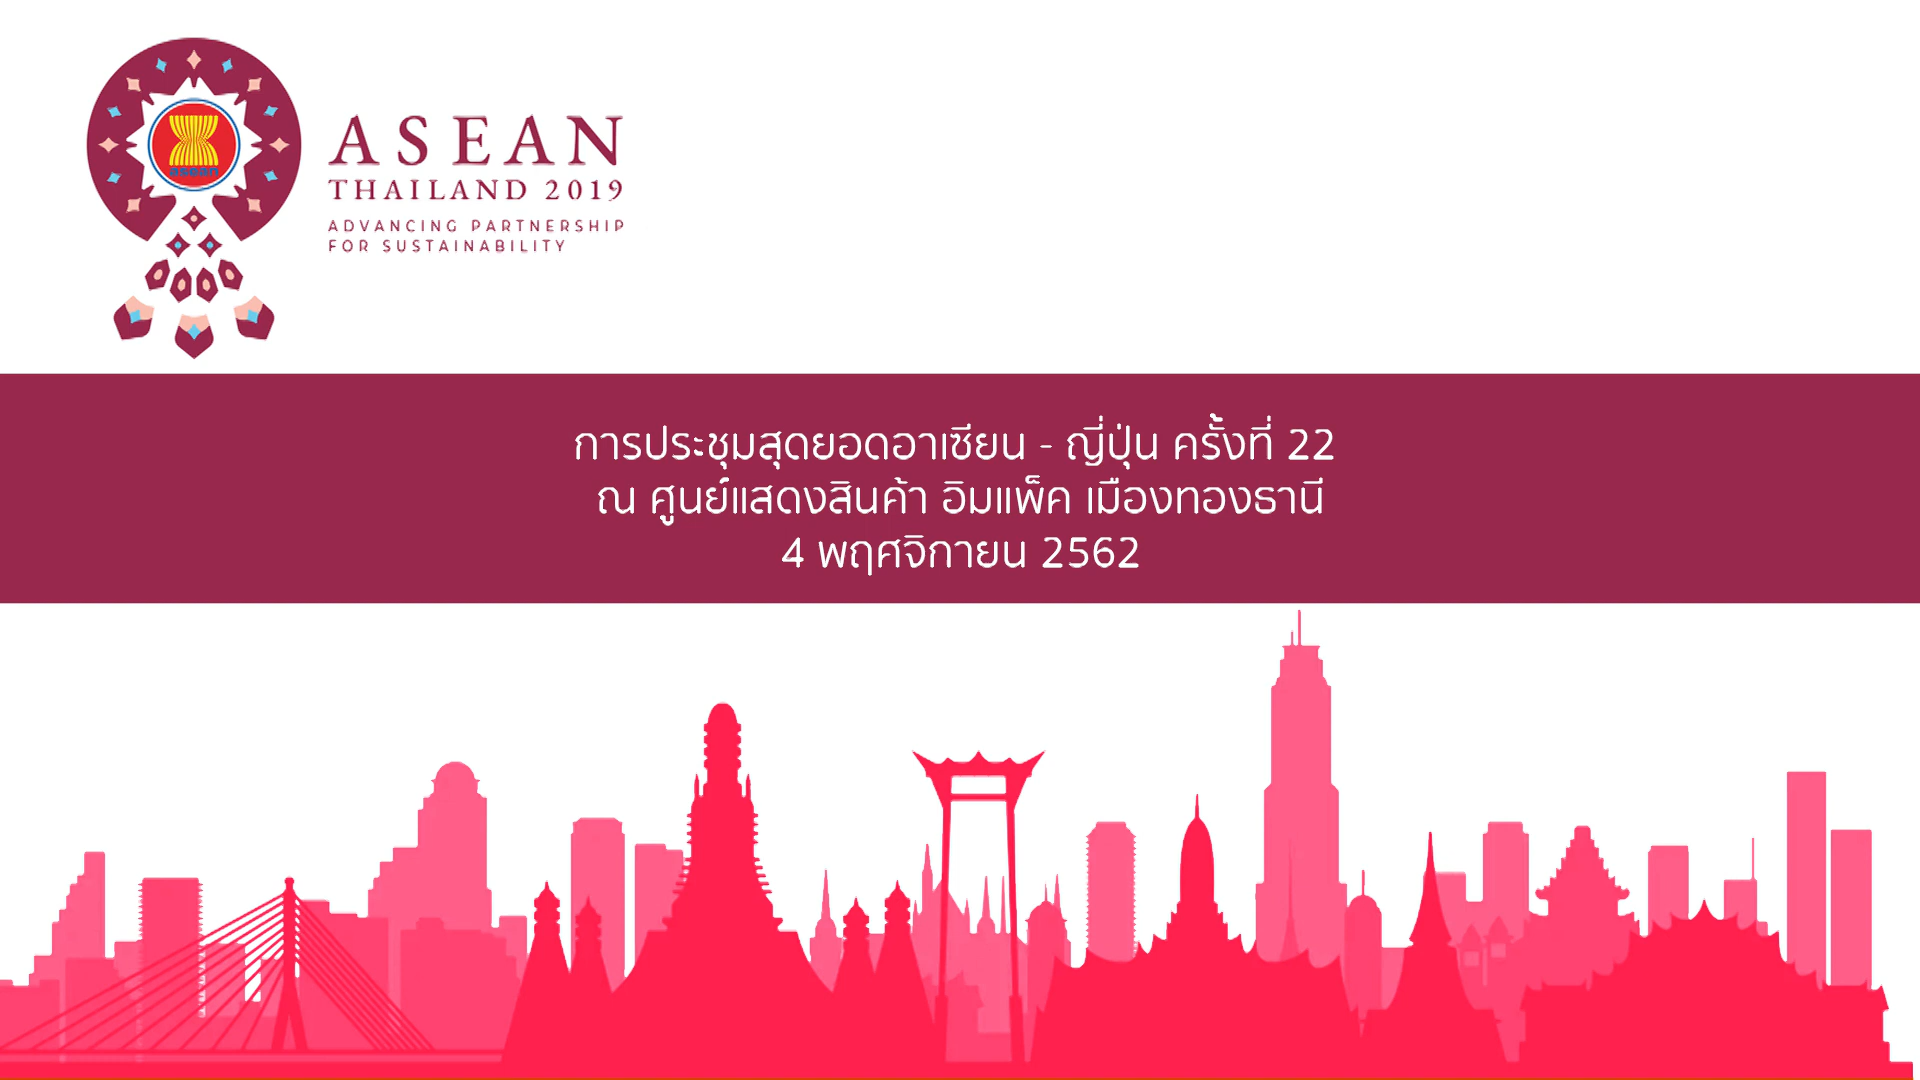 asean
ASEAN
THAILAND 2019
ADVANCING PARTNERSHIP
FOR SUSTAINABILITY
การประชุมสุดยอดอาเซียน - ญี่ปุ่น ครั้งที่ 22
ณ ศูนย์แสดงสินค้า อิมแพ็ค เมืองทองธานี
4 พฤศจิกายน 2562